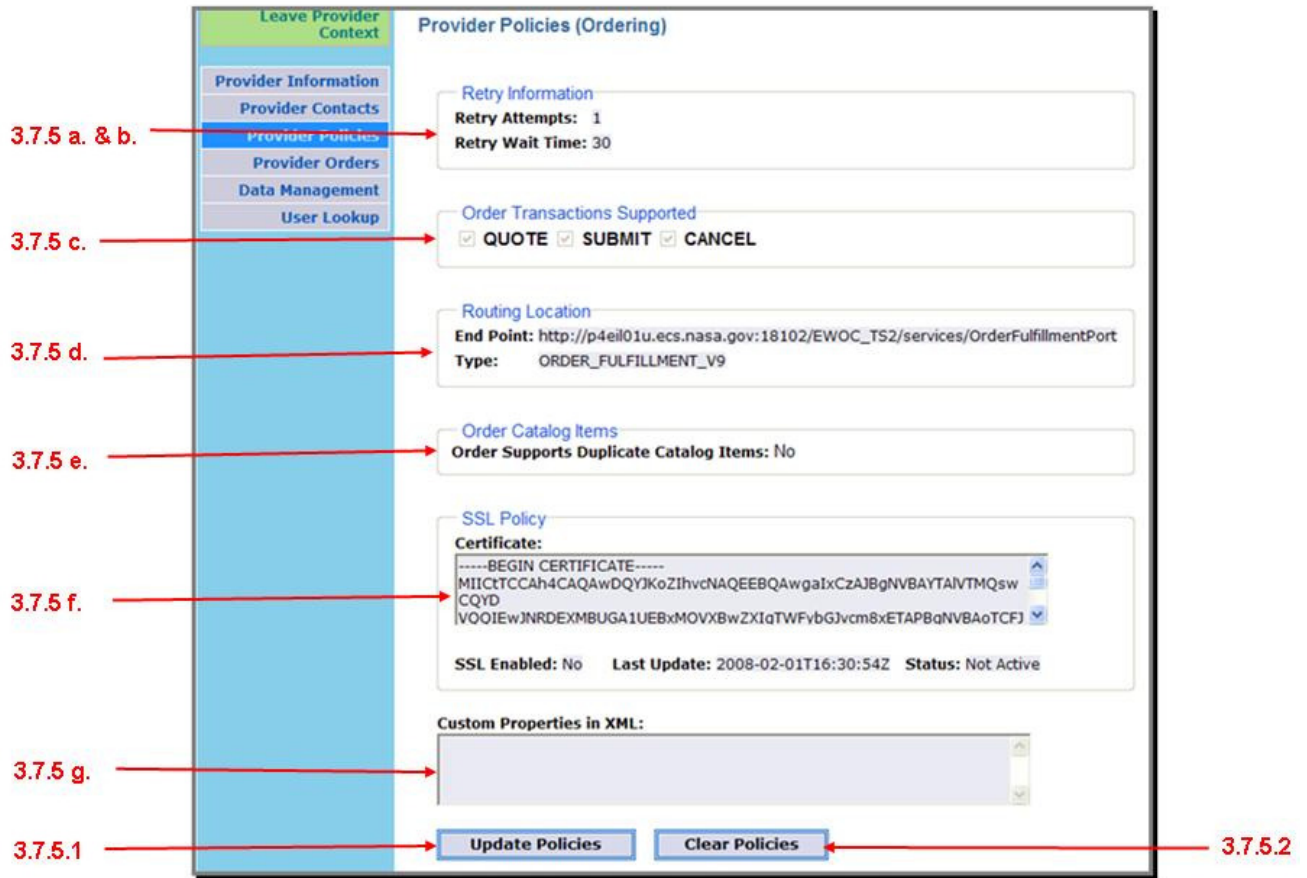 Leave Provider
Context
Provider Information
Provider Contacts
Provider Policies
Provider Orders
Data Management
User Lookup
Provider Policies (Ordering)
3.7.5 a. & b.
Retry Information
Retry Attempts: 1
Retry Wait Time: 30
3.7.5 c.
Order Transactions Supported
QUOTE SUBMIT CANCEL
3.7.5 d.
Routing Location
End Point: http://p4eil01u.ecs.nasa.gov:18102/EWOC_TS2/services/OrderFulfillmentPort
Type: ORDER_FULFILLMENT_V9
3.7.5 e.
Order Catalog Items
Order Supports Duplicate Catalog Items: No
3.7.5 f.
SSL Policy
Certificate:
-----BEGIN CERTIFICATE-----
MIICtTCCAh4CAQAwDQYJKoZIhvcNAQEEBQAwgaIxCzAJBgNVBAYTAlVTMQsw
CQYD
VQQIEwJNRDEXMBUGA1UEBxMOVXBwZXIgTWFybGJvcm8xETAPBgNVBAoTCFJ
SSL Enabled: No Last Update: 2008-02-01T16:30:54Z Status: Not Active
3.7.5 g.
Custom Properties in XML:
3.7.5.1
Update Policies Clear Policies
3.7.5.2